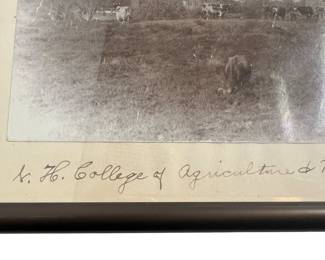 N. H. College of Agriculture &